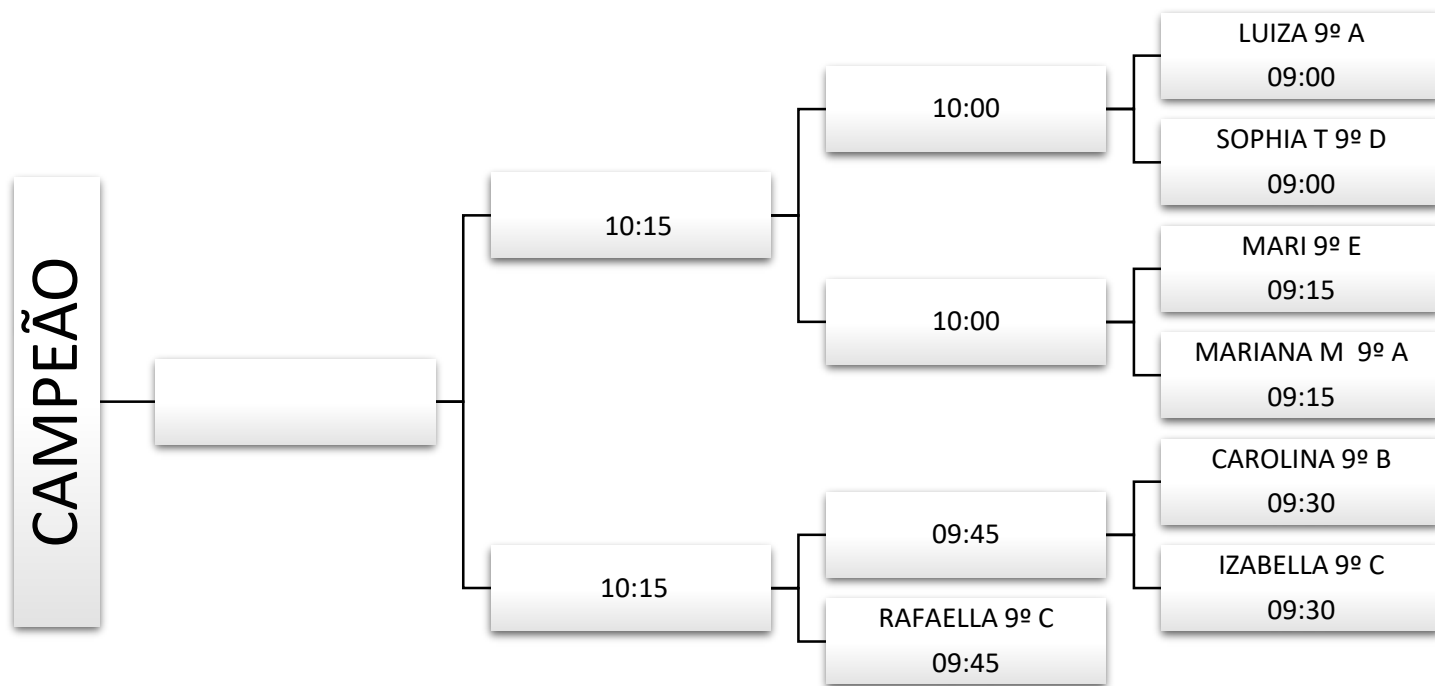 CAMPEÃO
10:15
10:00
LUIZA 9º A
09:00
SOPHIA T 9º D
09:00
10:00
MARI 9º E
09:15
MARIANA M  9º A
09:15
10:15
09:45
CAROLINA 9º B
09:30
IZABELLA 9º C
09:30
RAFAELLA 9º C
09:45